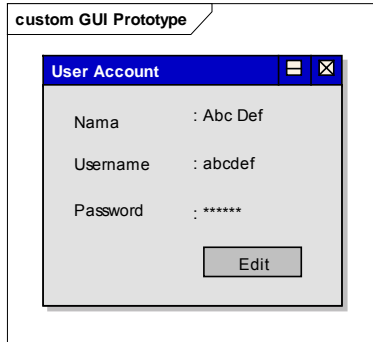 custom GUI Prototype
User Account
Nama : Abc Def
Username : abcdef
Password : ******
Edit